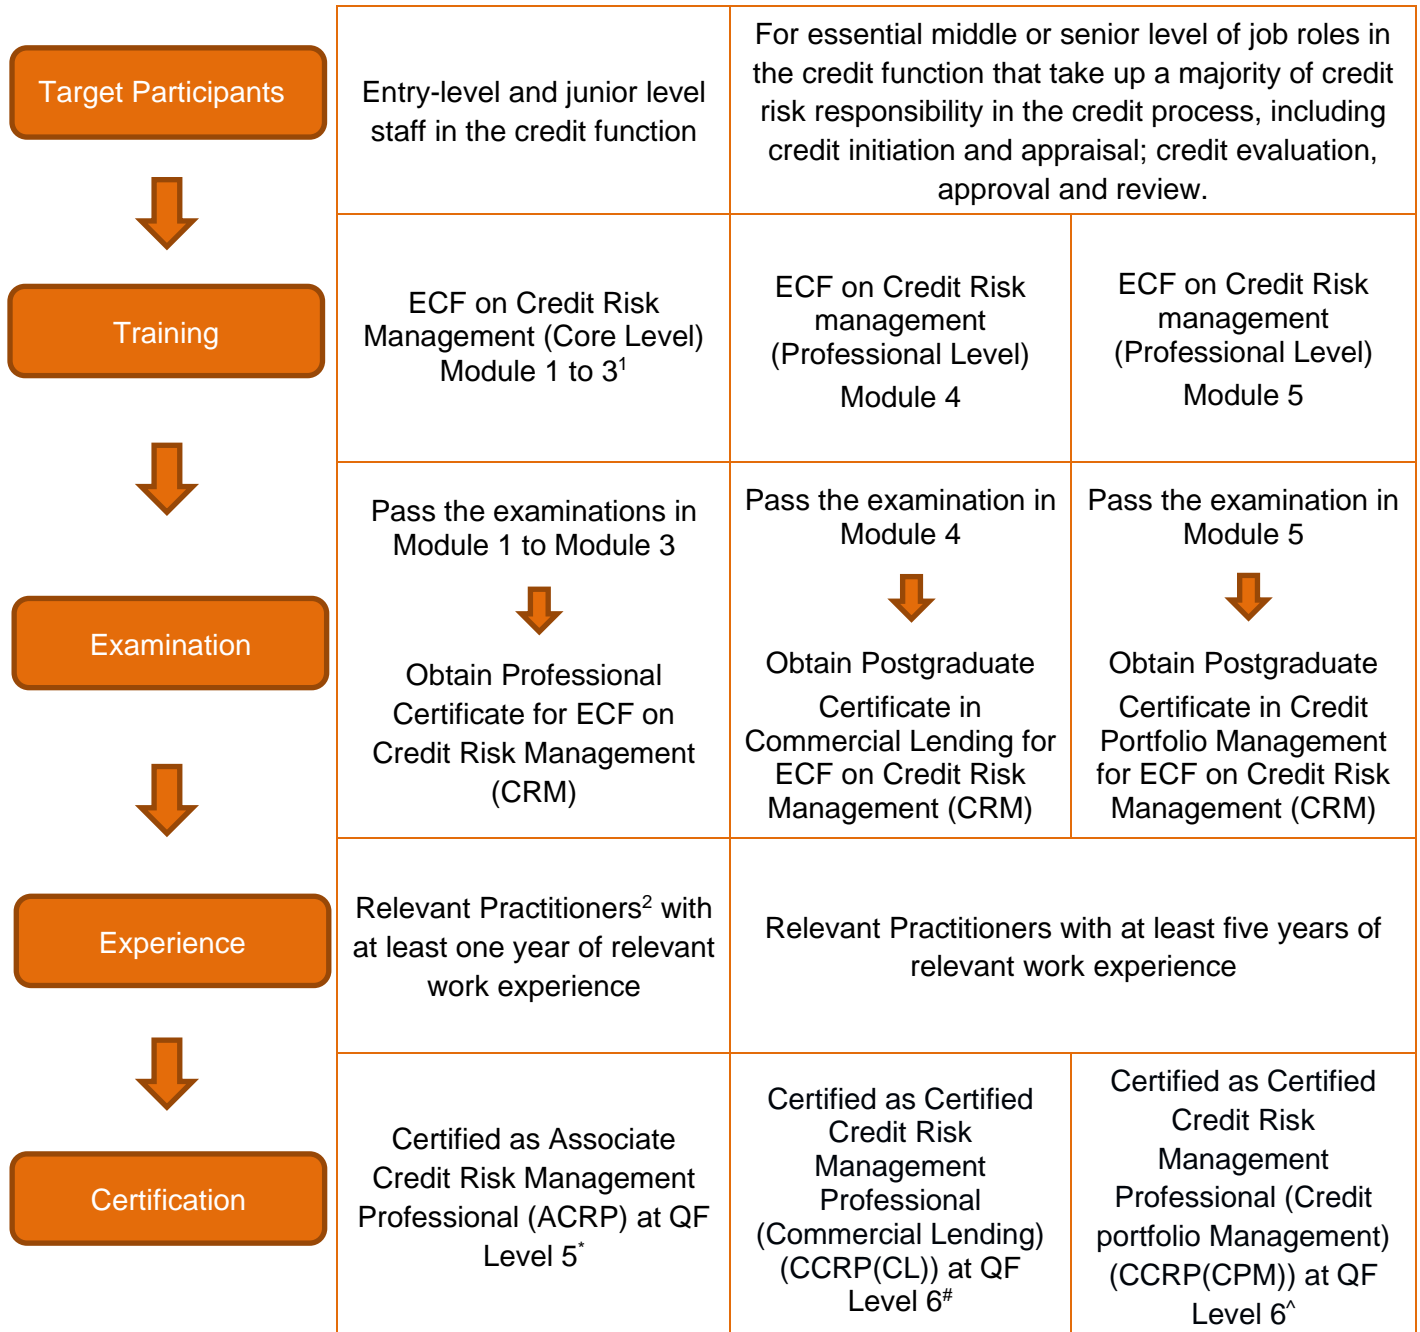 Target Participants
Entry-level and junior level
staff in the credit function
For essential middle or senior level of job roles in
the credit function that take up a majority of credit
risk responsibility in the credit process, including
credit initiation and appraisal; credit evaluation,
approval and review.
Training
ECF on Credit Risk
Management (Core Level)
Module 1 to 3¹
ECF on Credit Risk
management
(Professional Level)
Module 4
ECF on Credit Risk
management
(Professional Level)
Module 5
Examination
Pass the examinations in
Module 1 to Module 3
Obtain Professional
Certificate for ECF on
Credit Risk Management
(CRM)
Pass the examination in
Module 4
Obtain Postgraduate
Certificate in
Commercial Lending for
ECF on Credit Risk
Management (CRM)
Pass the examination in
Module 5
Obtain Postgraduate
Certificate in Credit
Portfolio Management
for ECF on Credit Risk
Management (CRM)
Experience
Relevant Practitioners² with
at least one year of relevant
work experience
Relevant Practitioners with at least five years of
relevant work experience
Certification
Certified as Associate
Credit Risk Management
Professional (ACRP) at QF
Level 5*
Certified as Certified
Credit Risk
Management
Professional
(Commercial Lending)
(CCRP(CL)) at QF
Level 6#
Certified as Certified
Credit Risk
Management
Professional (Credit
portfolio Management)
(CCRP(CPM)) at QF
Level 6^